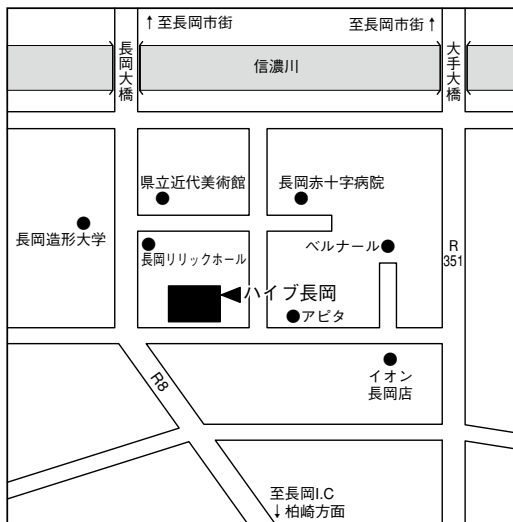 ↑至長岡市街
至長岡市街↑
長岡大橋
信濃川
大手大橋
県立近代美術館
長岡赤十字病院
長岡造形大学
長岡リリックホール
ベルナール
R
351
ハイブ長岡
アピタ
R8
イオン
長岡店
至長岡I.C
↓柏崎方面